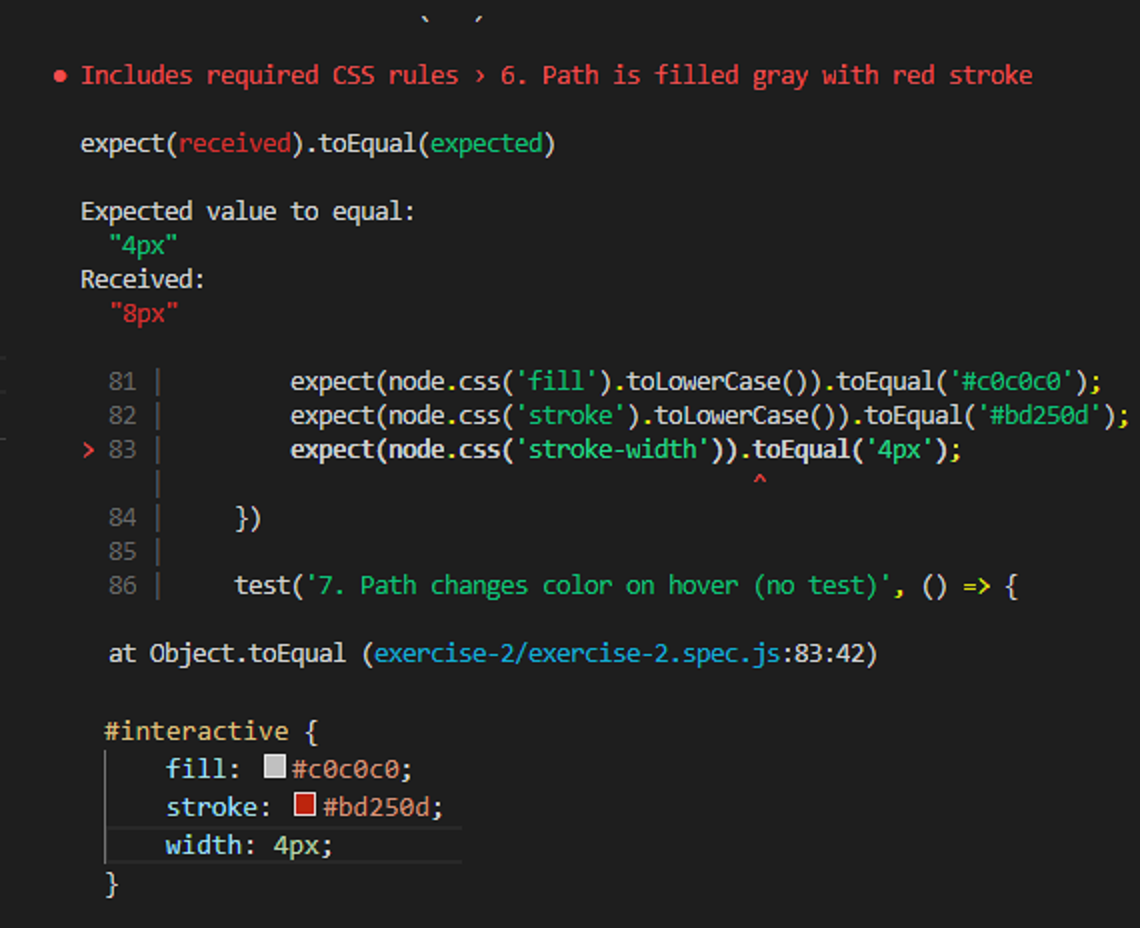 ● Includes required CSS rules › 6. Path is filled gray with red stroke
expect(received).toEqual(expected)
Expected value to equal:
"4px"
Received:
"8px"
81 | expect(node.css('fill').toLowerCase()).toEqual('#c0c0c0');
82 | expect(node.css('stroke').toLowerCase()).toEqual('#bd250d');
> 83 | expect(node.css('stroke-width')).toEqual('4px');
| ^
84 | })
85 |
86 | test('7. Path changes color on hover (no test)', () => {
at Object.toEqual (exercise-2/exercise-2.spec.js:83:42)
#interactive {
fill: #c0c0c0;
stroke: #bd250d;
width: 4px;
}